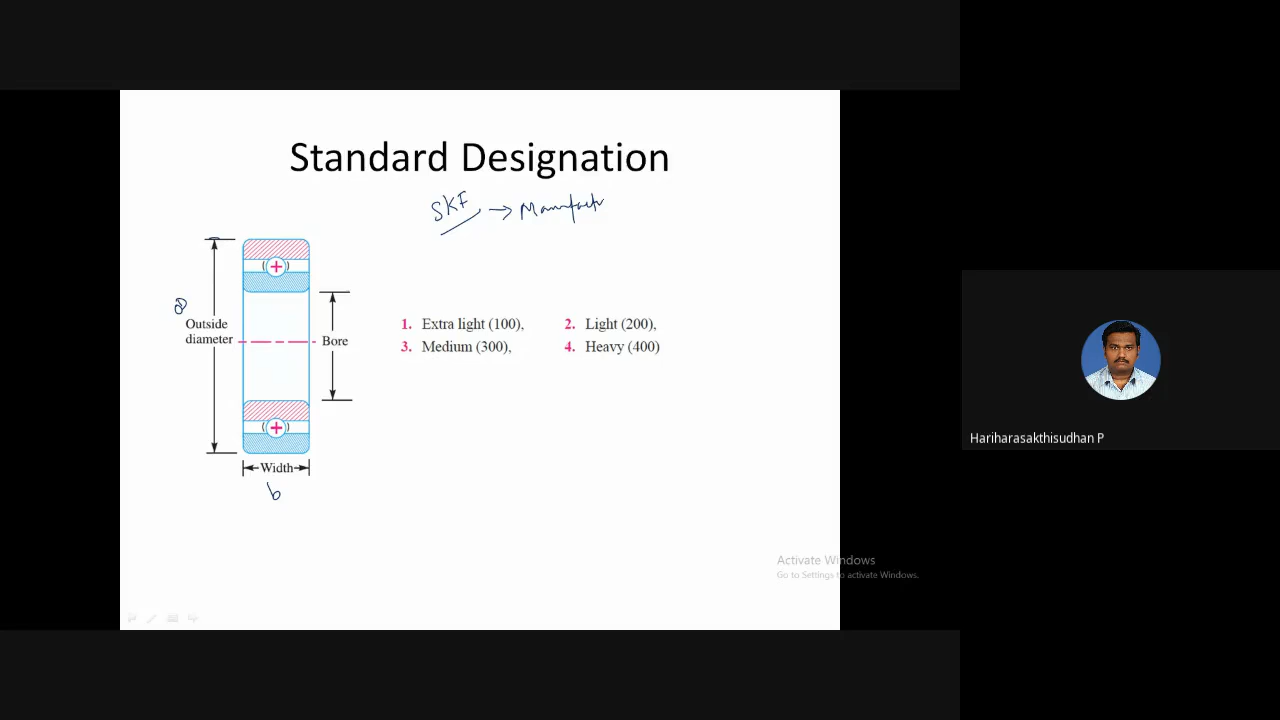 Standard Designation
SKF → Manufactr
Outside
diameter
Bore
1. Extra light (100), 2. Light (200),
3. Medium (300), 4. Heavy (400)
Width
b
Hariharasakthisudhan P
Activate Windows
Go to Settings to activate Windows.